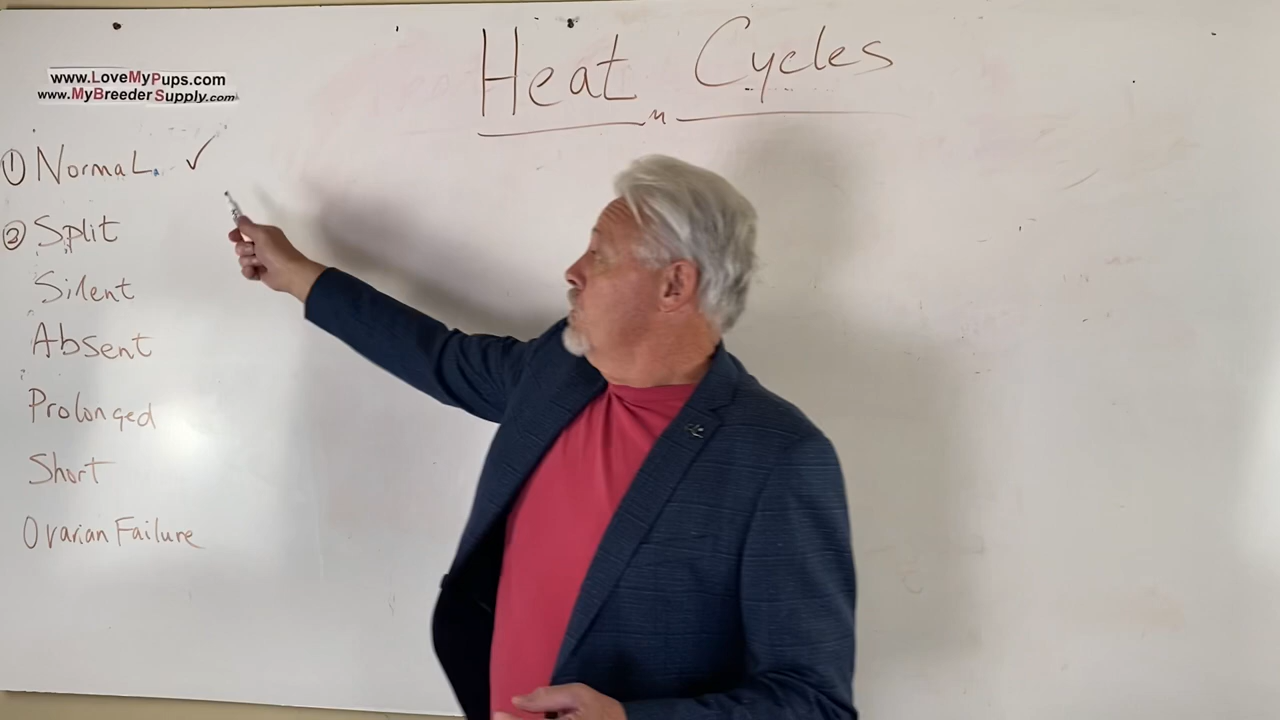 Heat Cycles
www.LoveMyPups.com
www.MyBreederSupply.com
① Normal. ✓
② Split
Silent
Absent
Prolonged
Short
Ovarian Failure